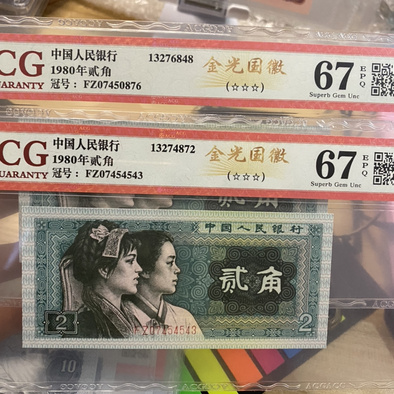 CG
GUARANTY
中国人民银行
1980年贰角
冠号：FZ07450876
13276848
金光国徽
(☆☆☆)
67
EPQ
Superb Gem Unc
CG
GUARANTY
中国人民银行
1980年贰角
冠号：FZ07454543
13274872
金光国徽
(☆☆☆)
67
EPQ
Superb Gem Unc
中国人民银行
贰角
2
FZ07454543
2
10